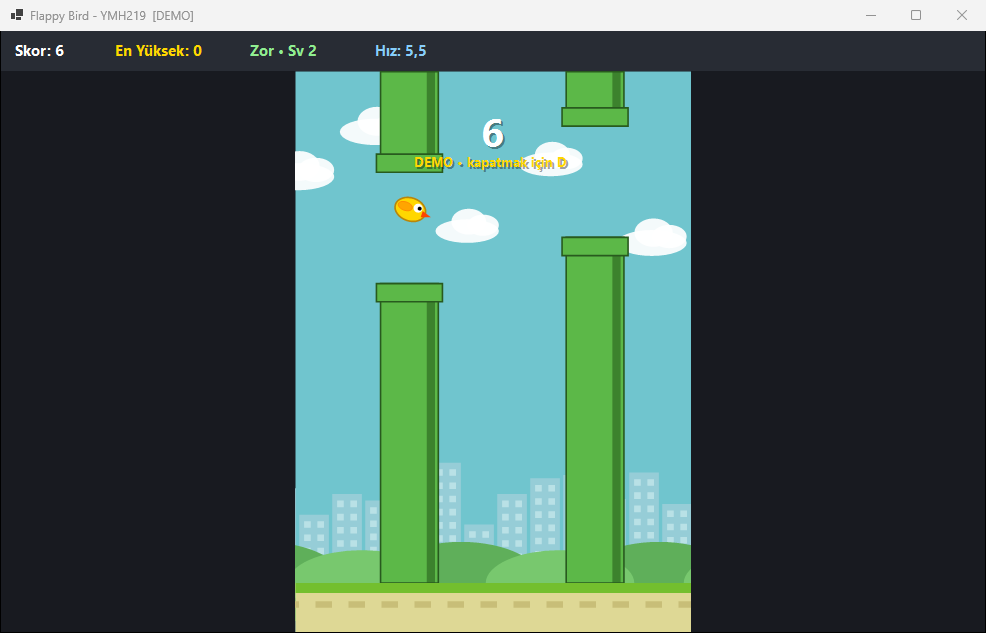 Flappy Bird - YMH219 [DEMO]
Skor: 6 En Yüksek: 0 Zor • Sv 2 Hız: 5,5
6
DEMO • kapatmak için D